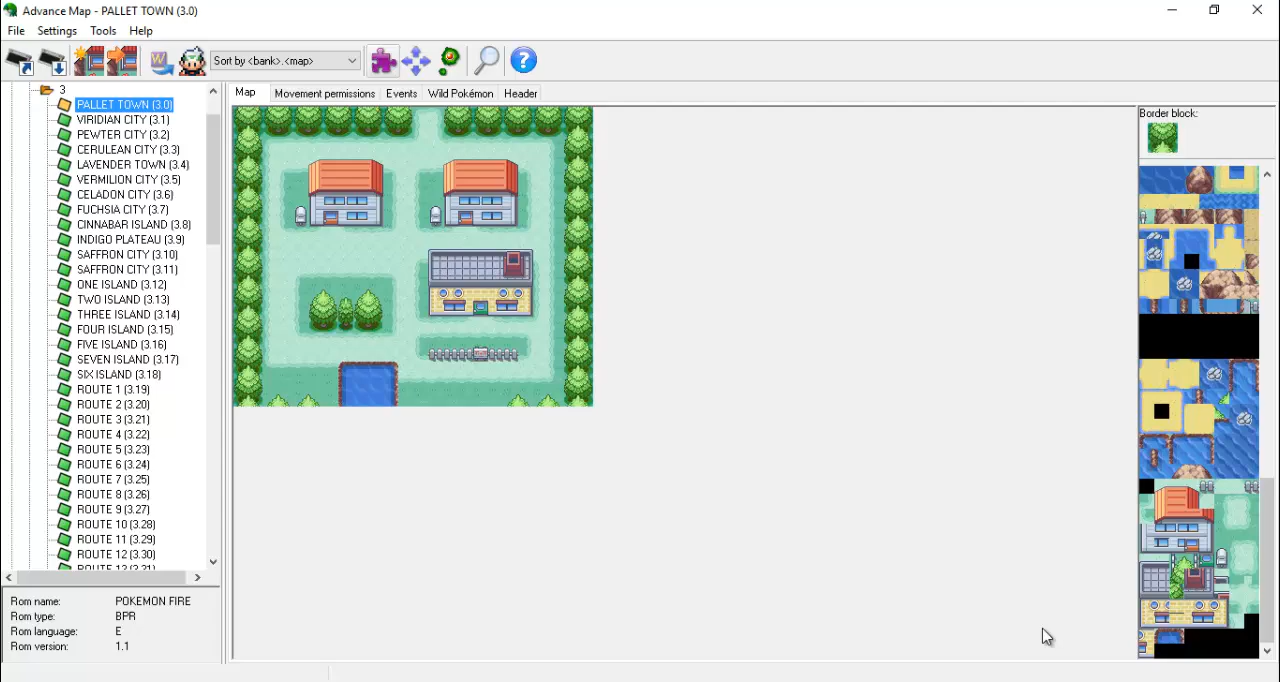 Advance Map - PALLET TOWN (3.0)
File Settings Tools Help
Sort by <bank>.<map>
3
PALLET TOWN (3.0)
VIRIDIAN CITY (3.1)
PEWTER CITY (3.2)
CERULEAN CITY (3.3)
LAVENDER TOWN (3.4)
VERMILION CITY (3.5)
CELADON CITY (3.6)
FUCHSIA CITY (3.7)
CINNABAR ISLAND (3.8)
INDIGO PLATEAU (3.9)
SAFFRON CITY (3.10)
SAFFRON CITY (3.11)
ONE ISLAND (3.12)
TWO ISLAND (3.13)
THREE ISLAND (3.14)
FOUR ISLAND (3.15)
FIVE ISLAND (3.16)
SEVEN ISLAND (3.17)
SIX ISLAND (3.18)
ROUTE 1 (3.19)
ROUTE 2 (3.20)
ROUTE 3 (3.21)
ROUTE 4 (3.22)
ROUTE 5 (3.23)
ROUTE 6 (3.24)
ROUTE 7 (3.25)
ROUTE 8 (3.26)
ROUTE 9 (3.27)
ROUTE 10 (3.28)
ROUTE 11 (3.29)
ROUTE 12 (3.30)
ROUTE 13 (3.31)
Rom name: POKEMON FIRE
Rom type: BPR
Rom language: E
Rom version: 1.1
Map Movement permissions Events Wild Pokémon Header
Border block: